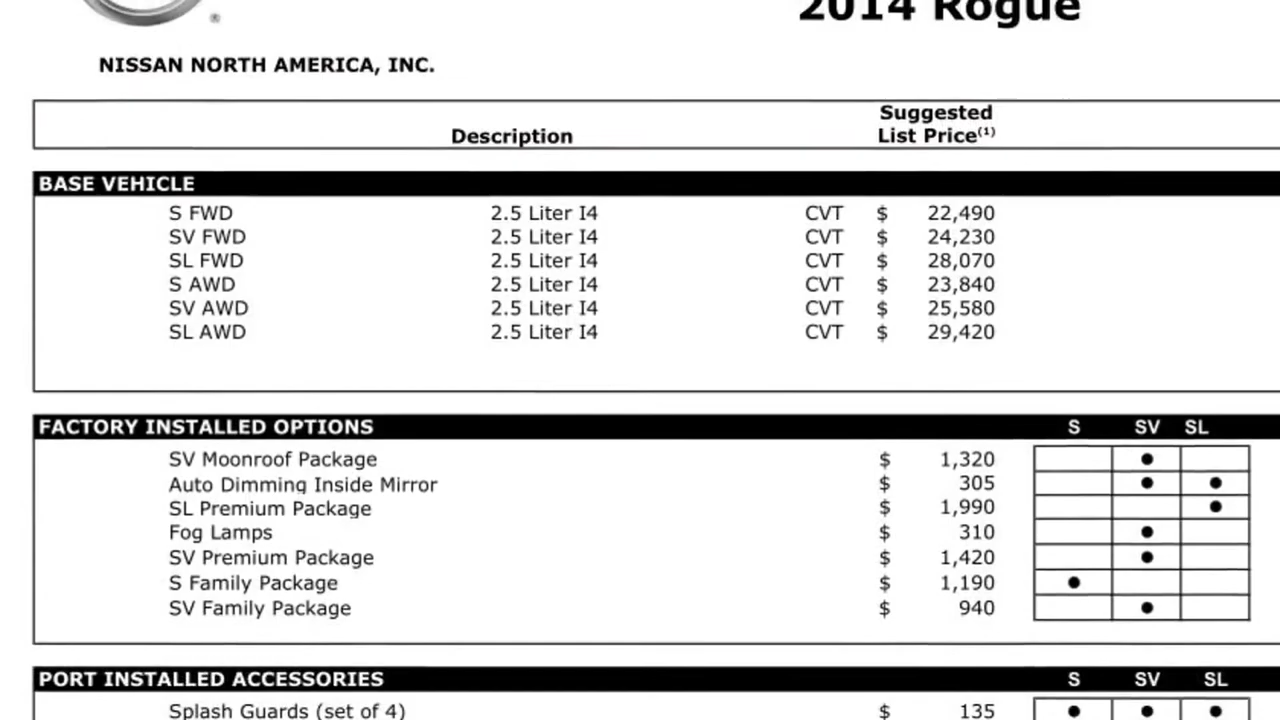 2014 Rogue
®
NISSAN NORTH AMERICA, INC.
Suggested
Description List Price(1)
BASE VEHICLE
S FWD 2.5 Liter I4 CVT $ 22,490
SV FWD 2.5 Liter I4 CVT $ 24,230
SL FWD 2.5 Liter I4 CVT $ 28,070
S AWD 2.5 Liter I4 CVT $ 23,840
SV AWD 2.5 Liter I4 CVT $ 25,580
SL AWD 2.5 Liter I4 CVT $ 29,420
FACTORY INSTALLED OPTIONS S SV SL
SV Moonroof Package $ 1,320
Auto Dimming Inside Mirror $ 305
SL Premium Package $ 1,990
Fog Lamps $ 310
SV Premium Package $ 1,420
S Family Package $ 1,190
SV Family Package $ 940
PORT INSTALLED ACCESSORIES S SV SL
Splash Guards (set of 4) $ 135